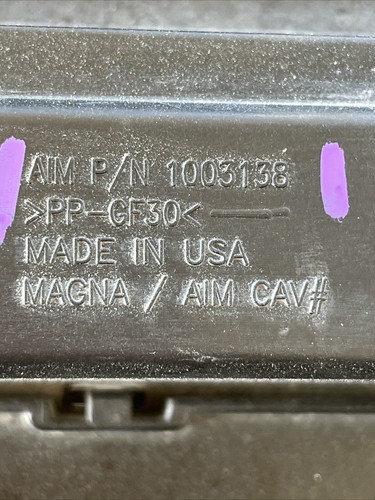 AIM P/N 1003138
>PP-GF30<
MADE IN USA
MAGNA / AIM CAV#